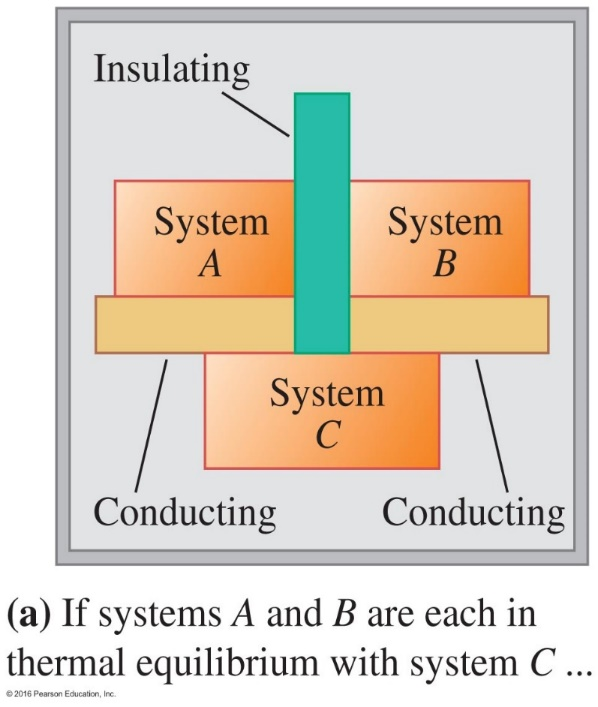 Insulating
System
A
System
B
System
C
Conducting
Conducting
(a) If systems A and B are each in
thermal equilibrium with system C ...
© 2016 Pearson Education, Inc.